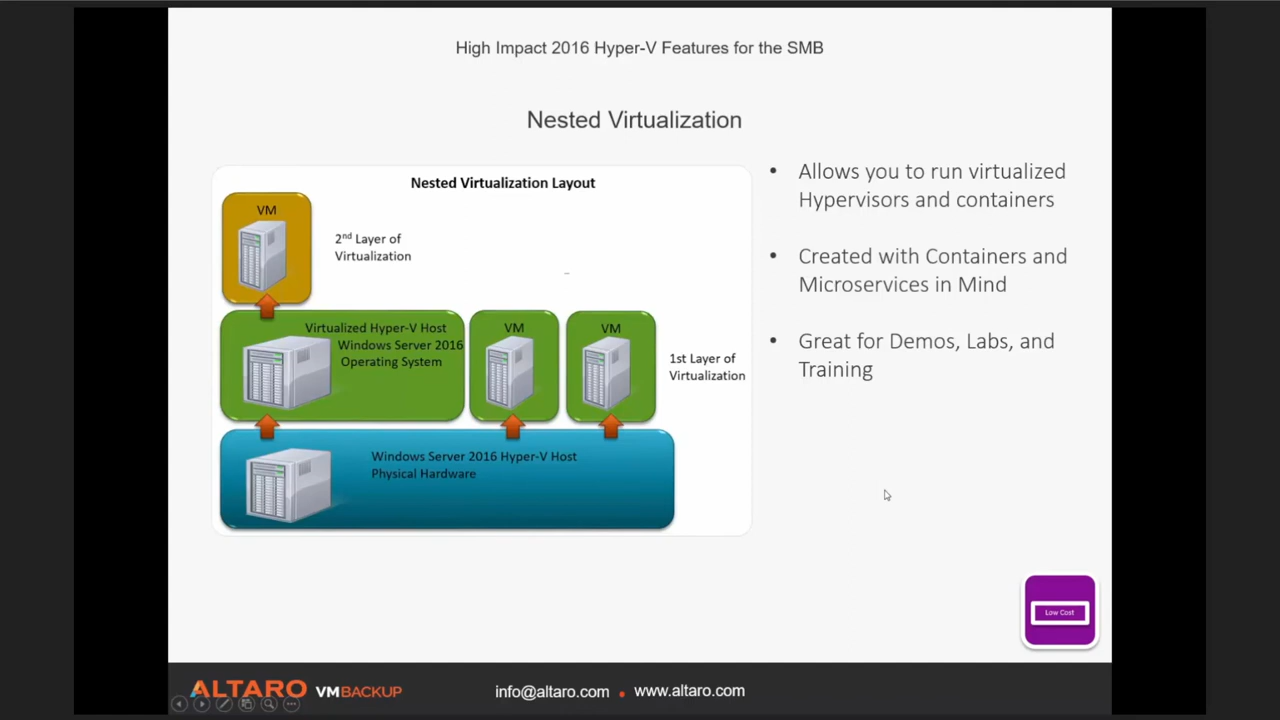 High Impact 2016 Hyper-V Features for the SMB
Nested Virtualization
Nested Virtualization Layout
VM
2nd Layer of
Virtualization
Virtualized Hyper-V Host
Windows Server 2016
Operating System
VM
VM
1st Layer of
Virtualization
Windows Server 2016 Hyper-V Host
Physical Hardware
• Allows you to run virtualized
Hypervisors and containers
• Created with Containers and
Microservices in Mind
• Great for Demos, Labs, and
Training
Low Cost
ALTARO VMBACKUP
info@altaro.com • www.altaro.com